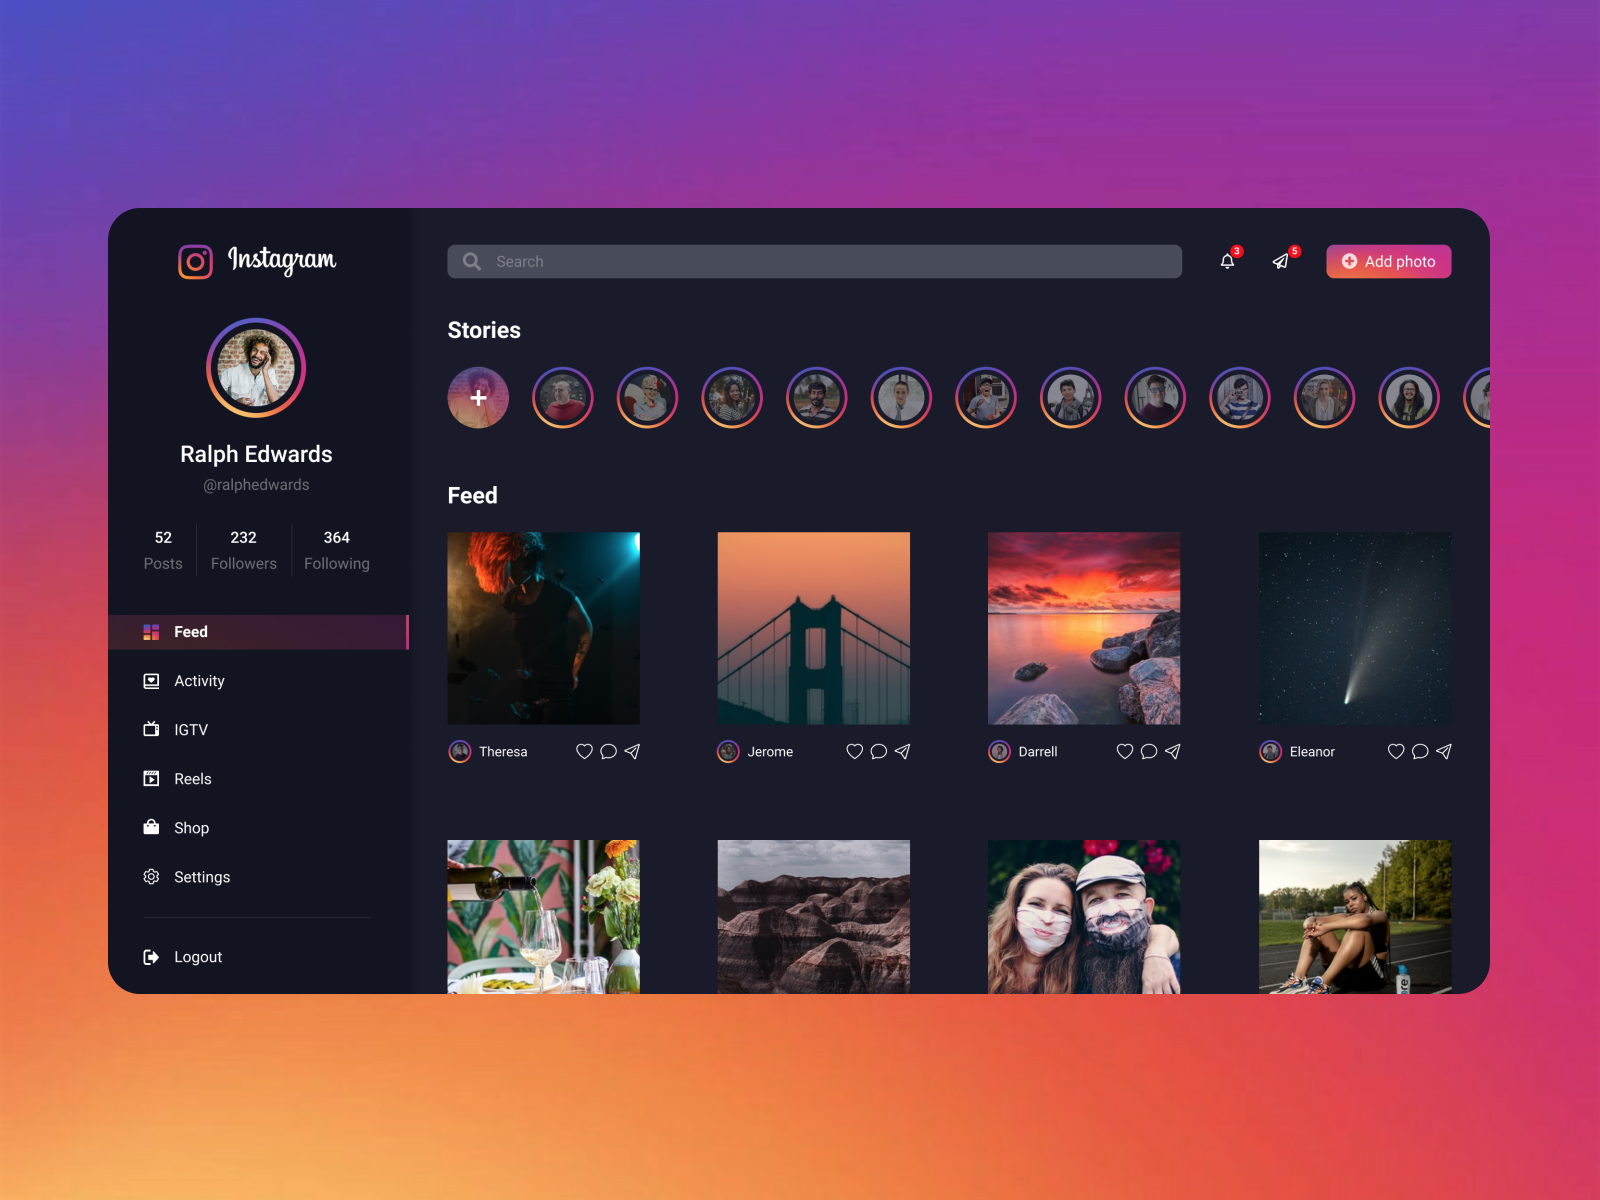 Instagram
Search
3
5
Add photo
Stories
Ralph Edwards
@ralphedwards
52
232
364
Posts
Followers
Following
Feed
Activity
IGTV
Reels
Shop
Settings
Logout
Feed
Theresa
Jerome
Darrell
Eleanor